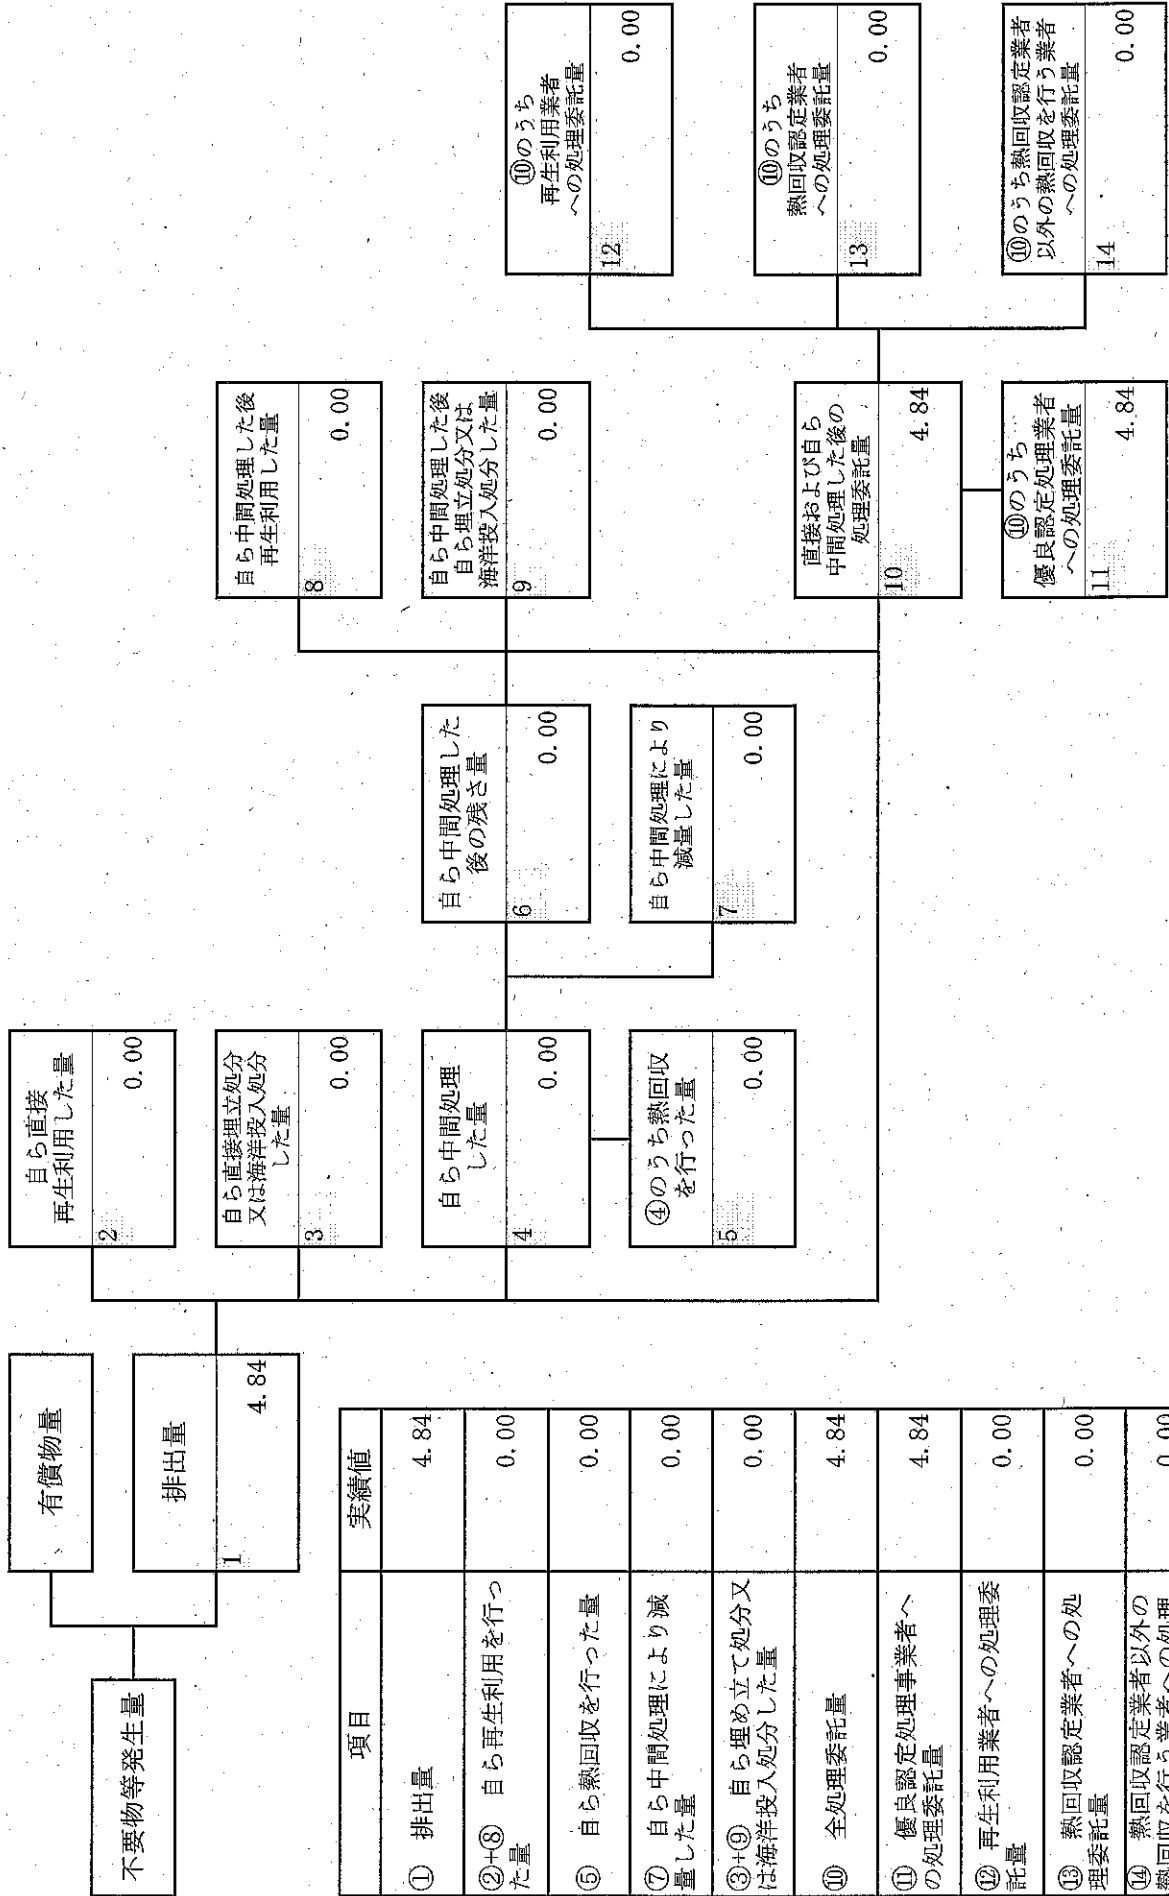 不要物等発生量
有償物量
排出量
1
4.84
自ら直接
再生利用した量
2
0.00
自ら直接埋立処分
又は海洋投入処分
した量
3
0.00
自ら中間処理
した量
4
0.00
④のうち熱回収
を行った量
5
0.00
自ら中間処理した
後の残さ量
6
0.00
自ら中間処理により
減量した量
7
0.00
自ら中間処理した後
再生利用した量
8
0.00
自ら中間処理した後
自ら埋立処分又は
海洋投入処分した量
9
0.00
直接および自ら
中間処理した後の
処理委託量
10
4.84
⑩のうち
優良認定処理業者
への処理委託量
11
4.84
⑩のうち
再生利用業者
への処理委託量
12
0.00
⑩のうち
熱回収認定業者
への処理委託量
13
0.00
⑩のうち熱回収認定業者
以外の熱回収を行う業者
への処理委託量
14
0.00
項目 実績値
① 排出量 4.84
②+⑧ 自ら再生利用を行っ
た量 0.00
⑤ 自ら熱回収を行った量 0.00
⑦ 自ら中間処理により減
量した量 0.00
③+⑨ 自ら埋め立て処分又
は海洋投入処分した量 0.00
⑩ 全処理委託量 4.84
⑪ 優良認定処理事業者へ
の処理委託量 4.84
⑫ 再生利用業者への処理委
託量 0.00
⑬ 熱回収認定業者への処
理委託量 0.00
⑭ 熱回収認定業者以外の
熱回収を行う業者への処理 0.00